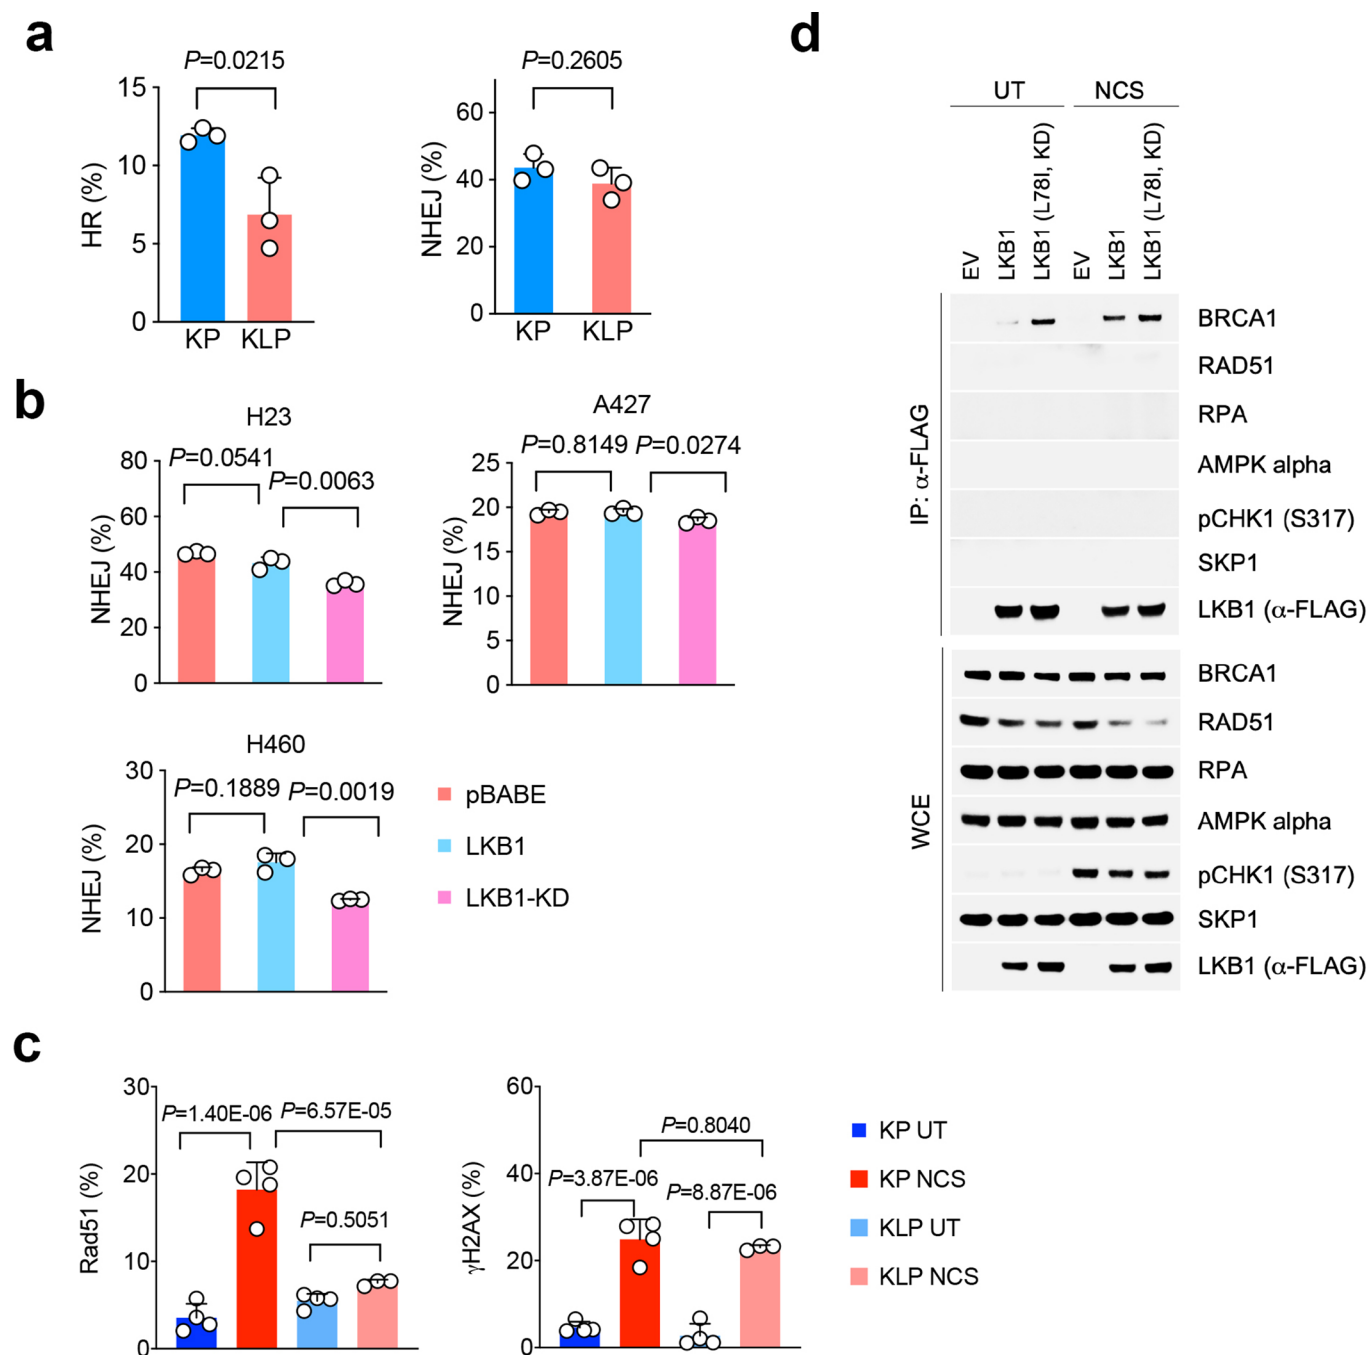 a
P=0.0215
HR (%)
15
10
5
0
KP KLP
P=0.2605
NHEJ (%)
60
40
20
0
KP KLP
b
H23
P=0.0541
P=0.0063
NHEJ (%)
80
60
40
20
0
A427
P=0.8149 P=0.0274
NHEJ (%)
25
20
15
10
5
0
H460
P=0.1889 P=0.0019
NHEJ (%)
30
20
10
0
pBABE
LKB1
LKB1-KD
c
P=1.40E-06
P=6.57E-05
P=0.5051
Rad51 (%)
30
20
10
0
P=0.8040
P=3.87E-06
P=8.87E-06
γH2AX (%)
60
40
20
0
KP UT
KP NCS
KLP UT
KLP NCS
d
UT NCS
EV
LKB1
LKB1 (L78I, KD)
EV
LKB1
LKB1 (L78I, KD)
IP: α-FLAG
BRCA1
RAD51
RPA
AMPK alpha
pCHK1 (S317)
SKP1
LKB1 (α-FLAG)
WCE
BRCA1
RAD51
RPA
AMPK alpha
pCHK1 (S317)
SKP1
LKB1 (α-FLAG)